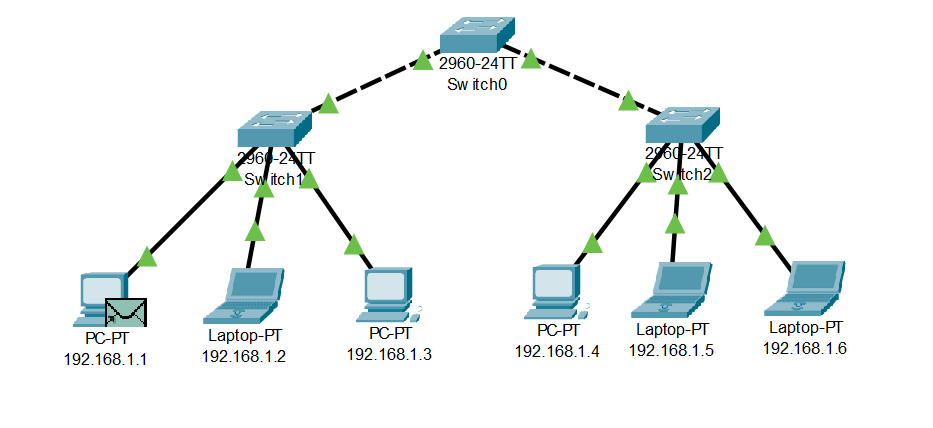 2960-24TT
Switch0
2960-24TT
Switch1
2960-24TT
Switch2
PC-PT
192.168.1.1
Laptop-PT
192.168.1.2
PC-PT
192.168.1.3
PC-PT
192.168.1.4
Laptop-PT
192.168.1.5
Laptop-PT
192.168.1.6